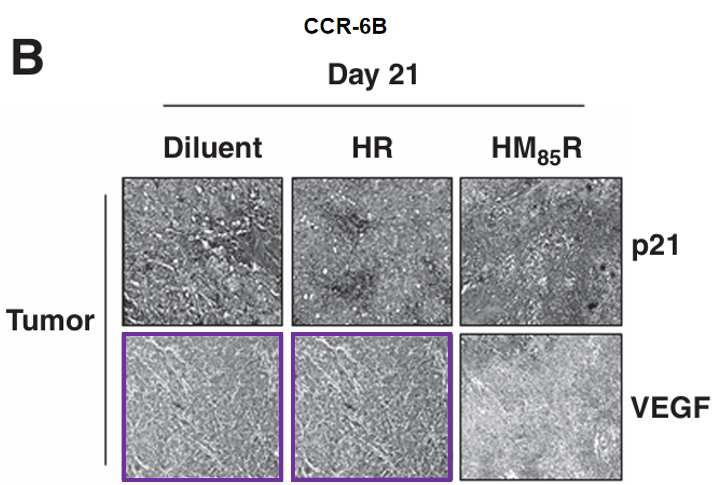 CCR-6B
B
Day 21
Diluent HR HM85R
p21
Tumor
VEGF